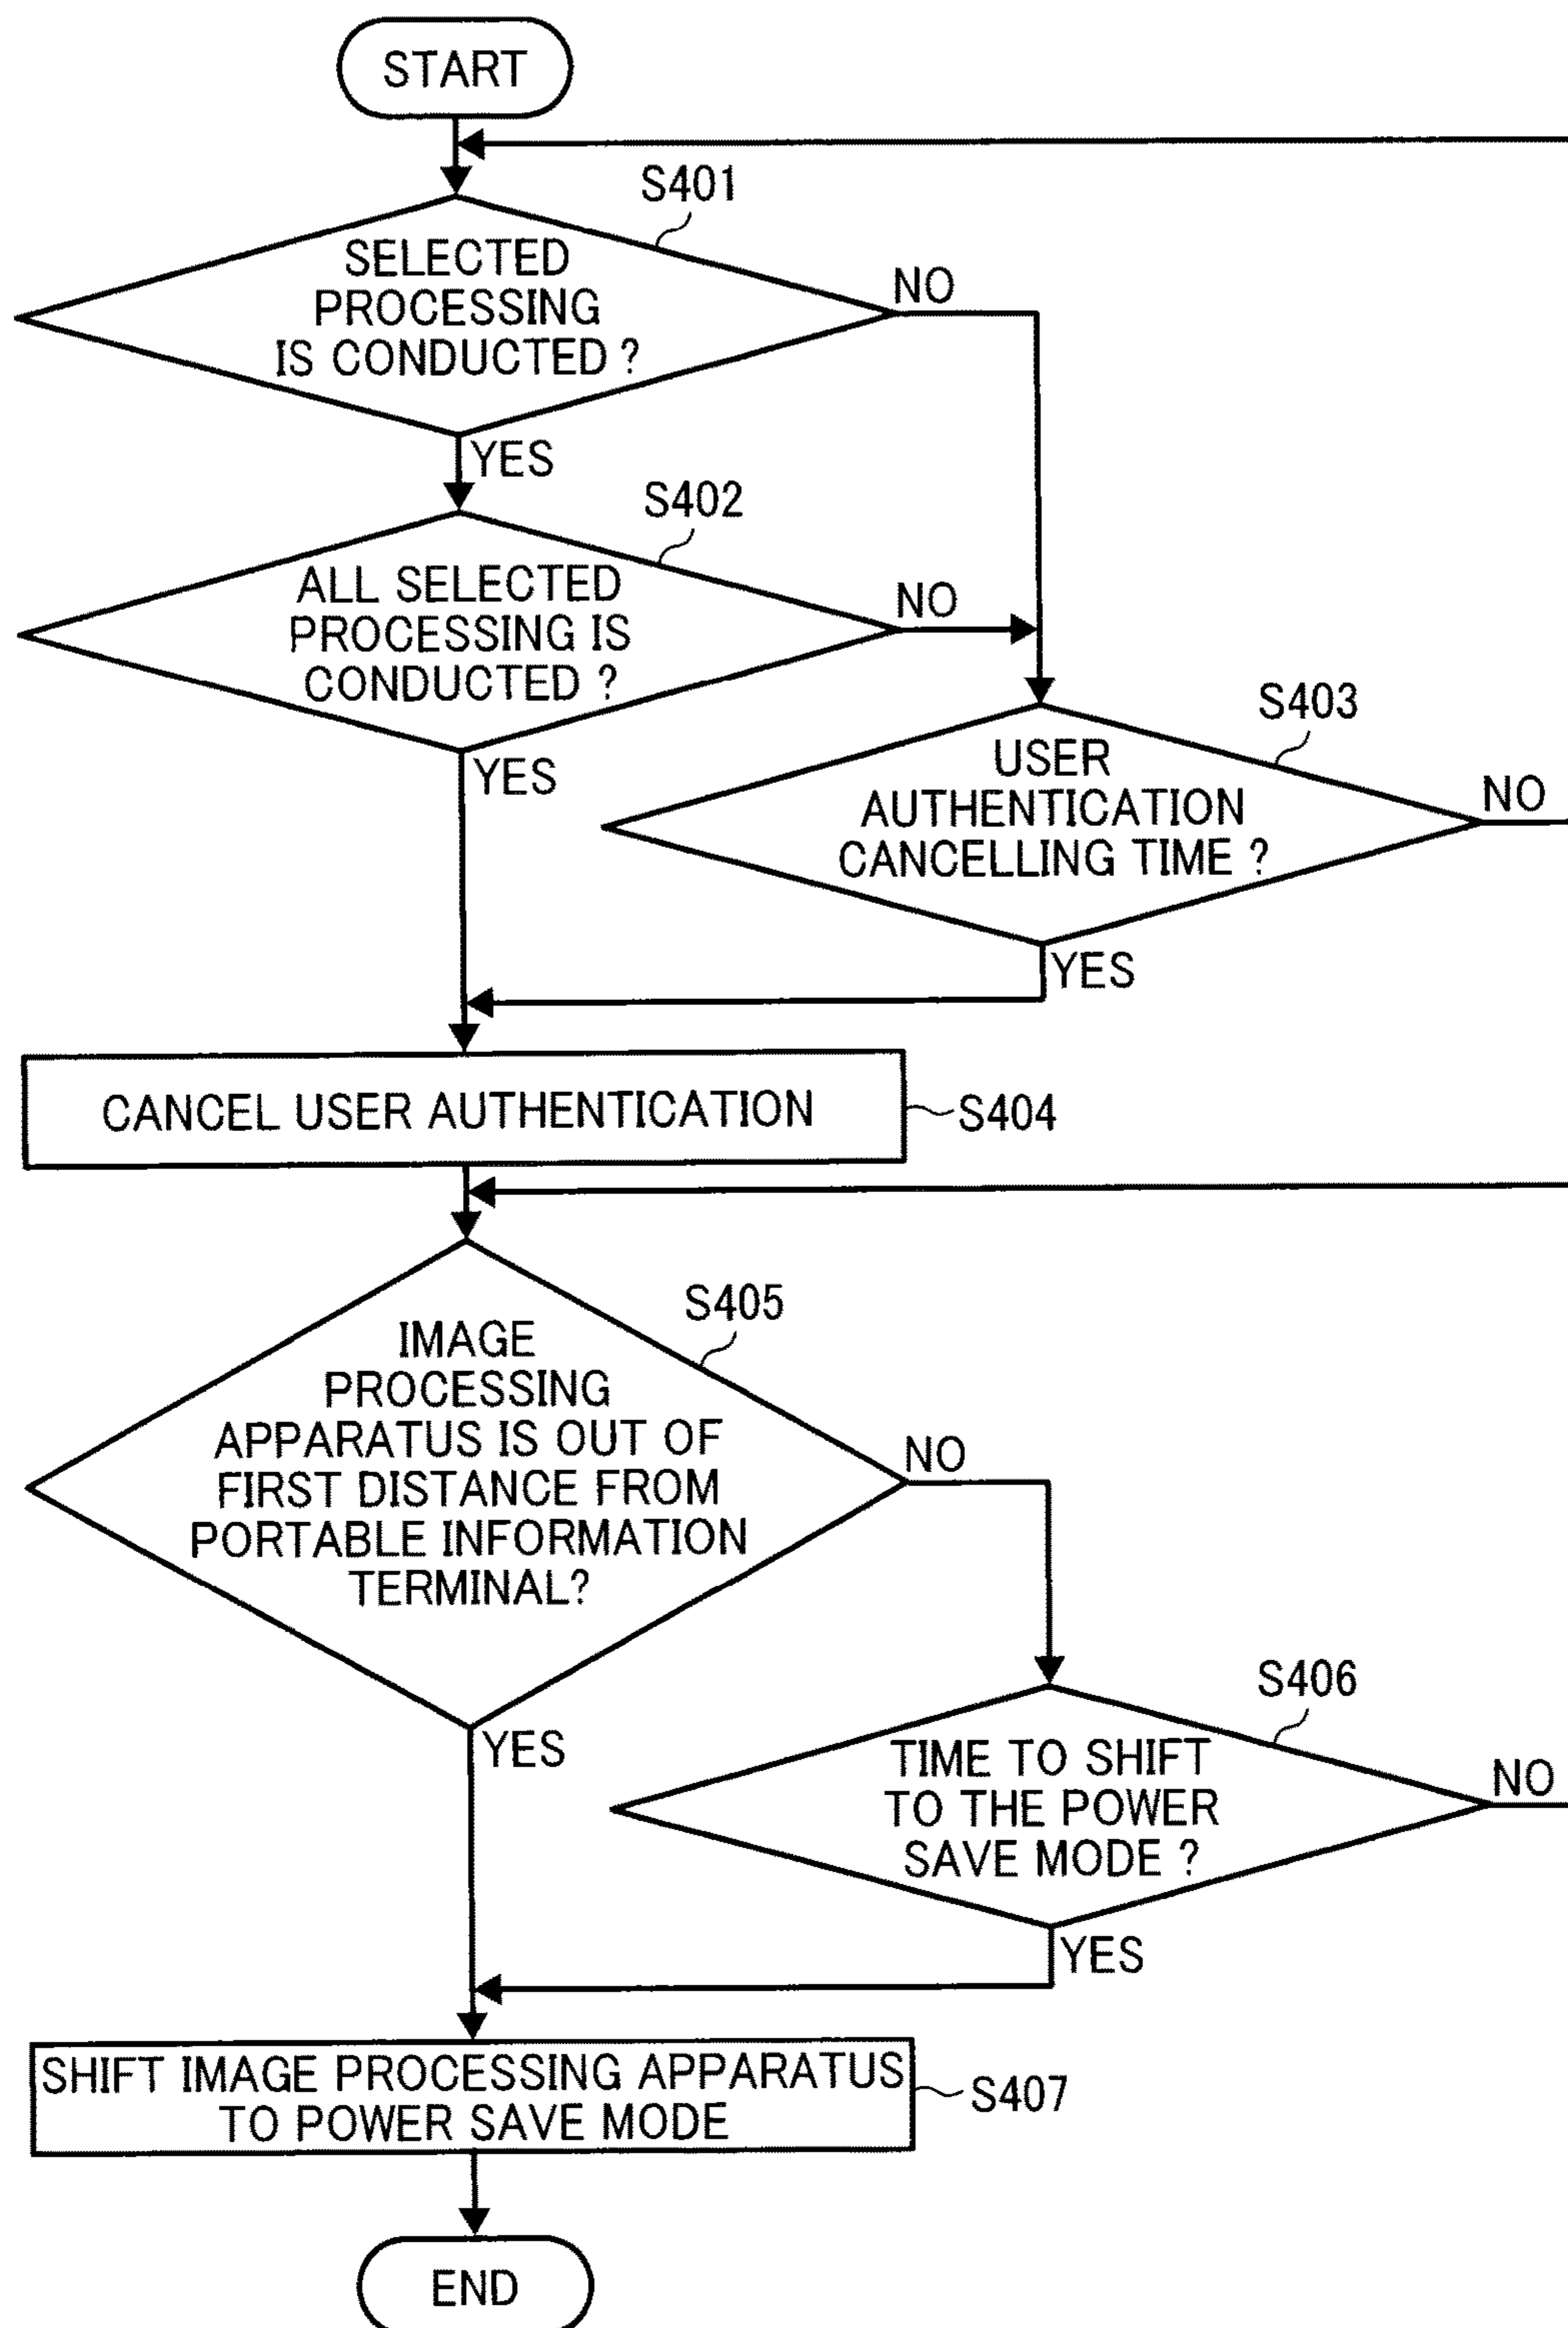 START
S401
SELECTED
PROCESSING
IS CONDUCTED ?
NO
YES
S402
ALL SELECTED
PROCESSING IS
CONDUCTED ?
NO
YES
S403
USER
AUTHENTICATION
CANCELLING TIME ?
NO
YES
CANCEL USER AUTHENTICATION
S404
S405
IMAGE
PROCESSING
APPARATUS IS OUT OF
FIRST DISTANCE FROM
PORTABLE INFORMATION
TERMINAL?
NO
YES
S406
TIME TO SHIFT
TO THE POWER
SAVE MODE ?
NO
YES
SHIFT IMAGE PROCESSING APPARATUS
TO POWER SAVE MODE
S407
END